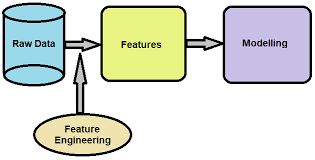 Raw Data
Features
Modelling
Feature
Engineering